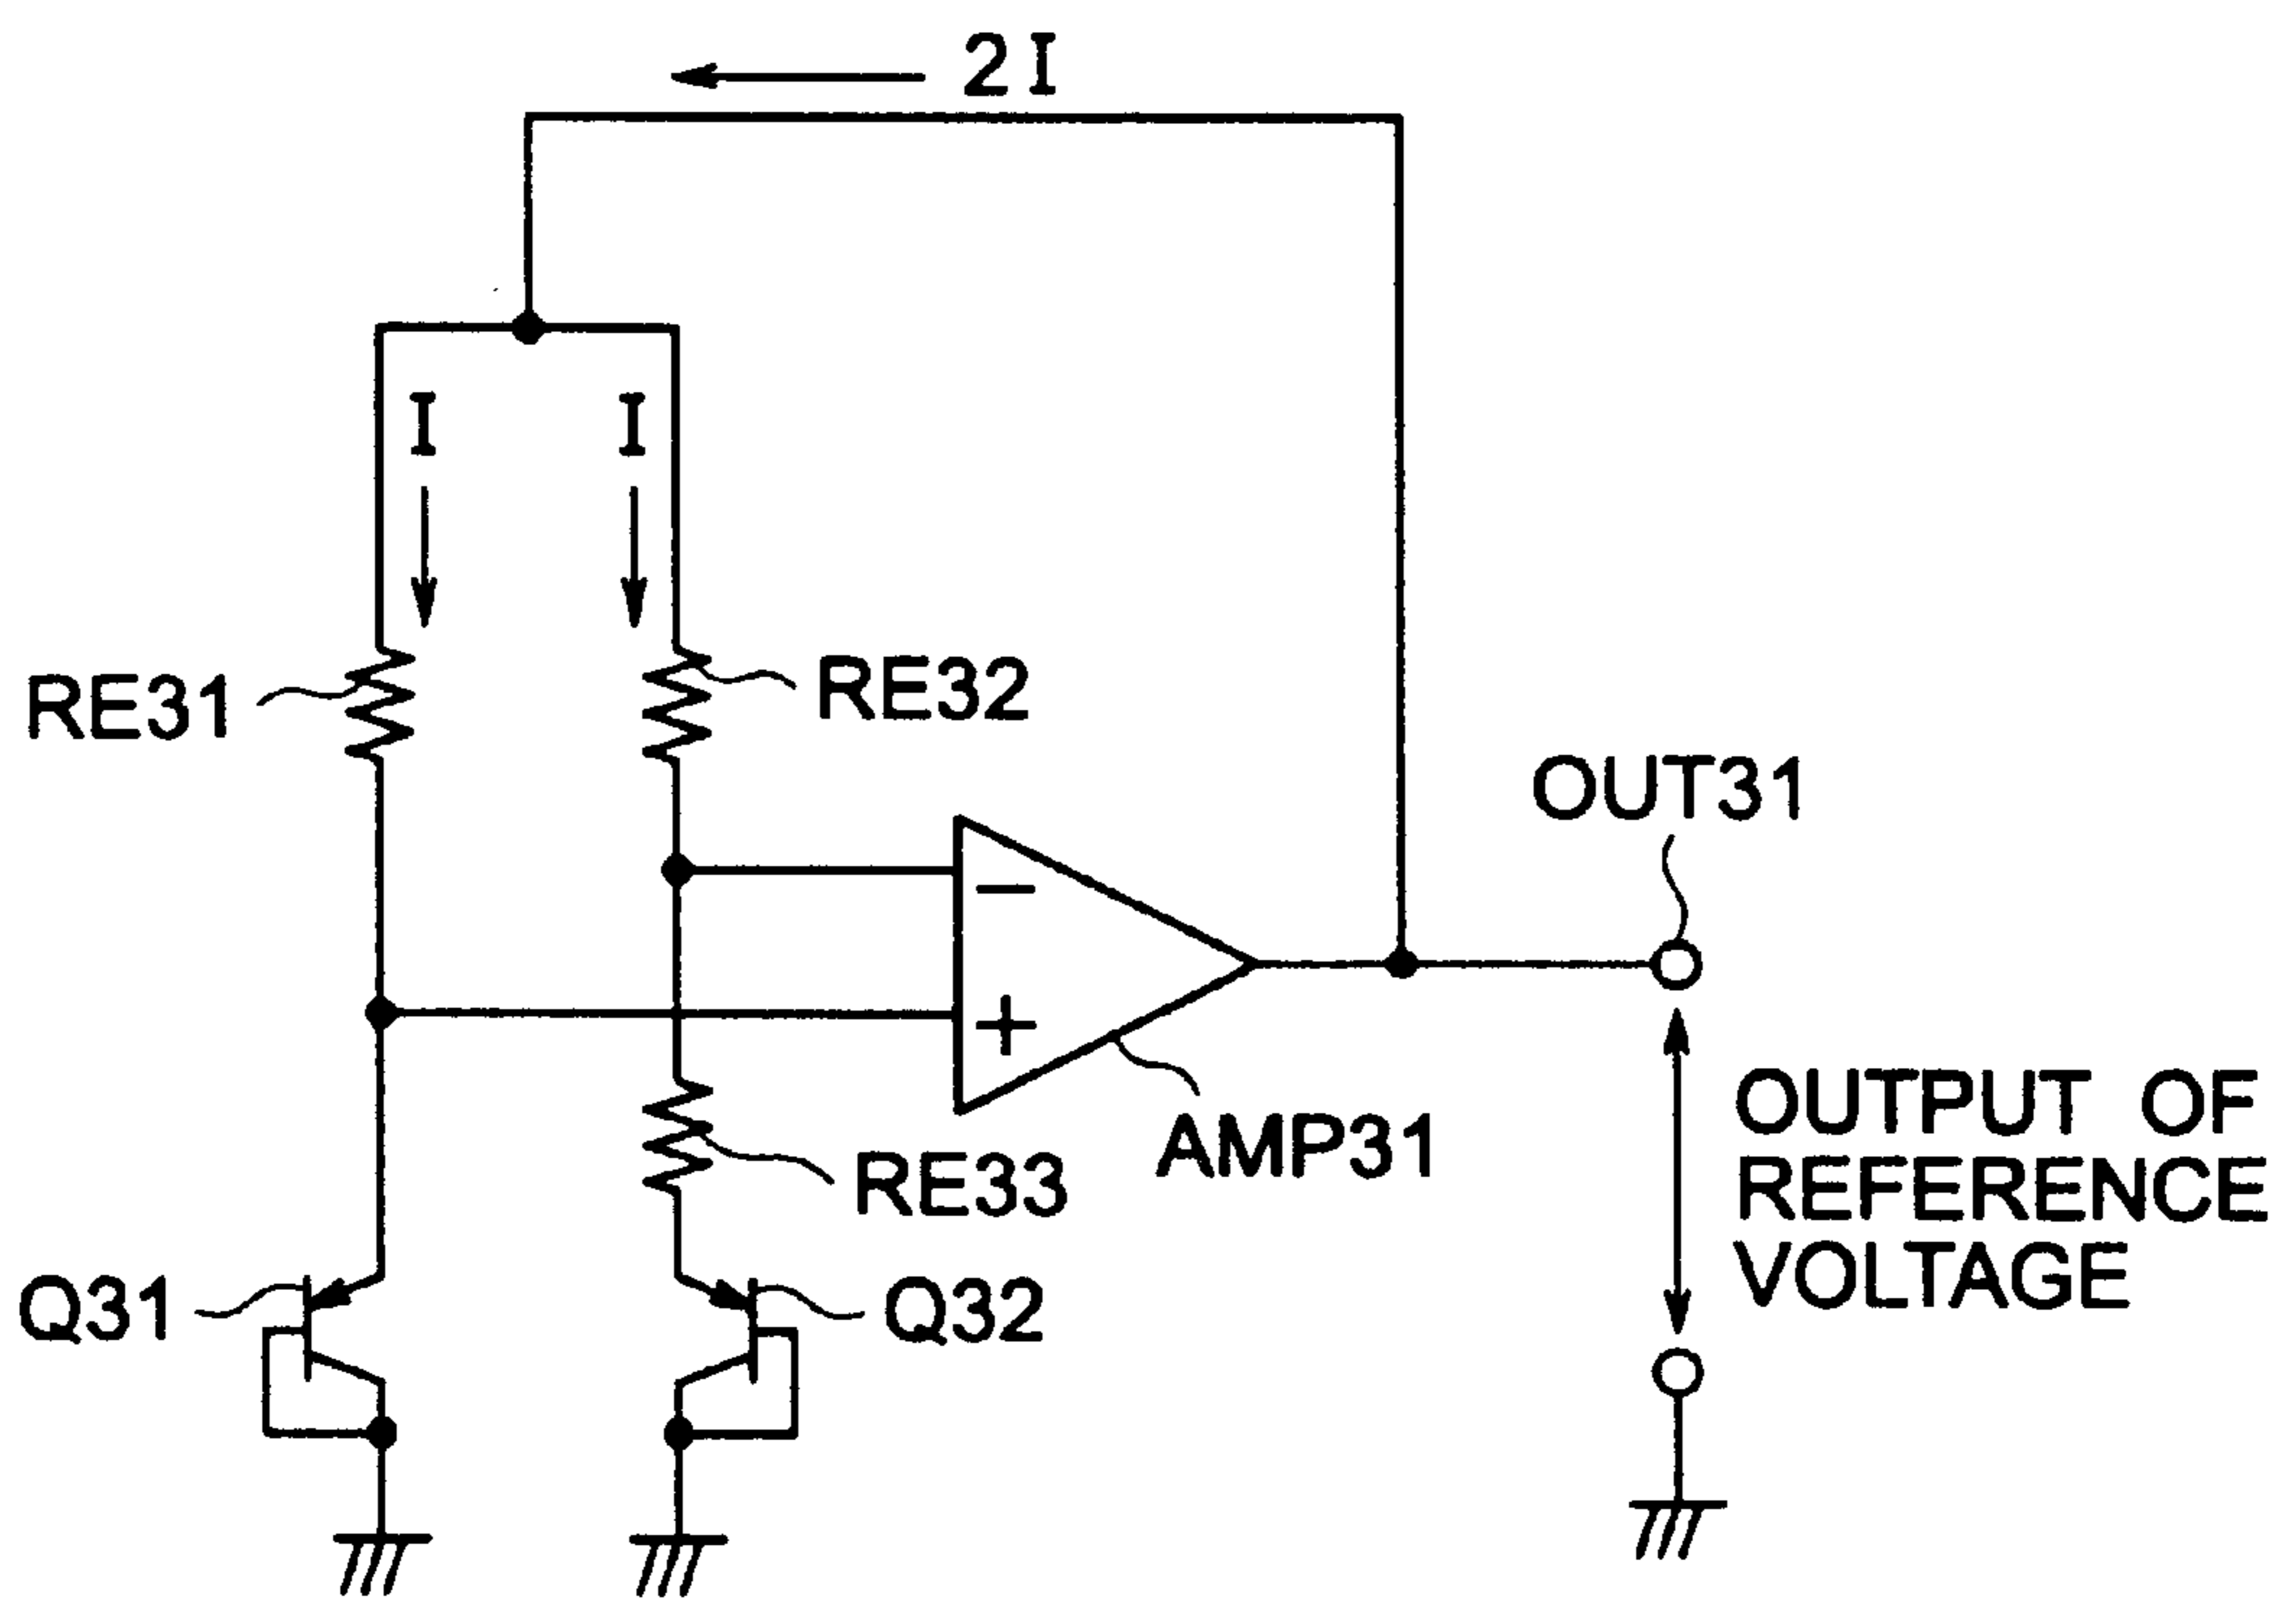 2I
I
I
RE31
RE32
OUT31
−
+
AMP31
RE33
Q31
Q32
OUTPUT OF
REFERENCE
VOLTAGE